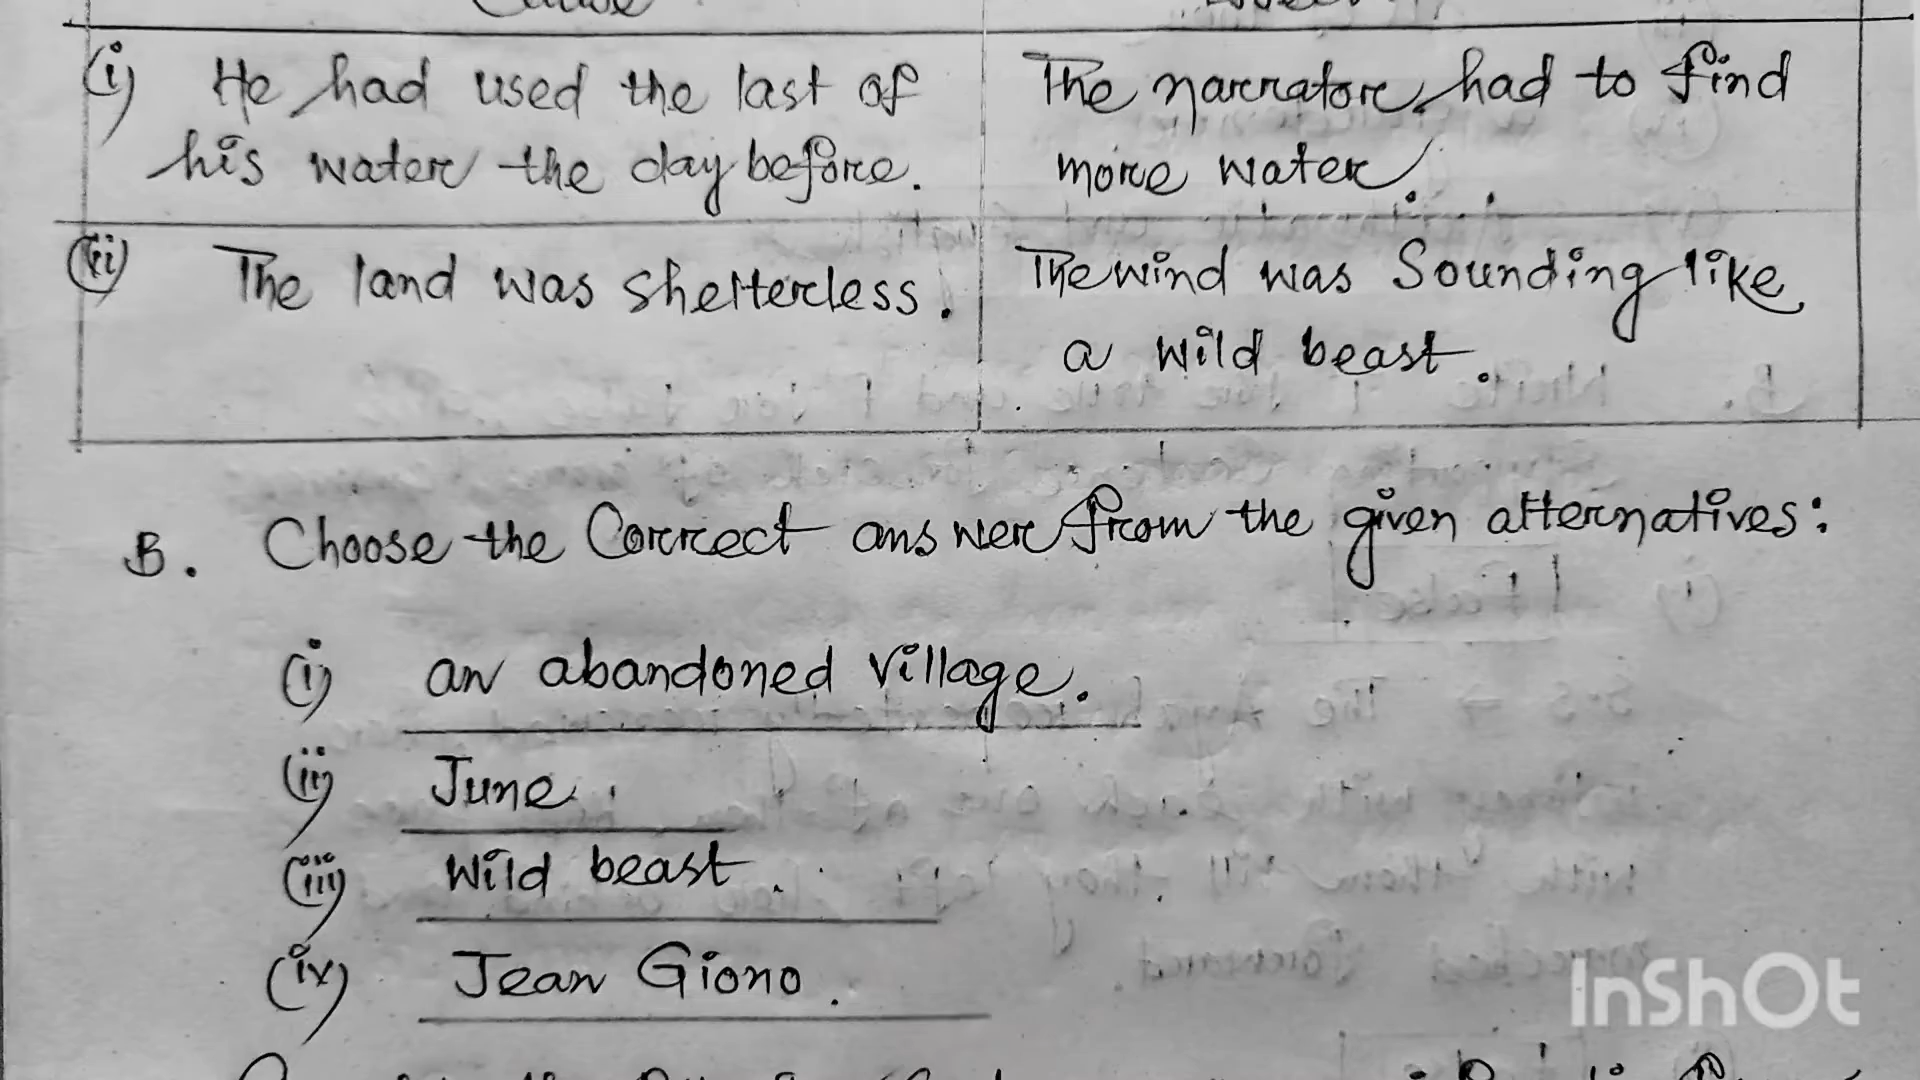 Cause
(i) He had used the last of
his water the day before.
The narrator had to find
more water.
(ii) The land was shelterless.
The wind was Sounding like
a wild beast.
B. Choose the Correct answer from the given alternatives:
(i) an abandoned village.
(ii) June.
(iii) Wild beast.
(ix) Jean Giono.
InShOt